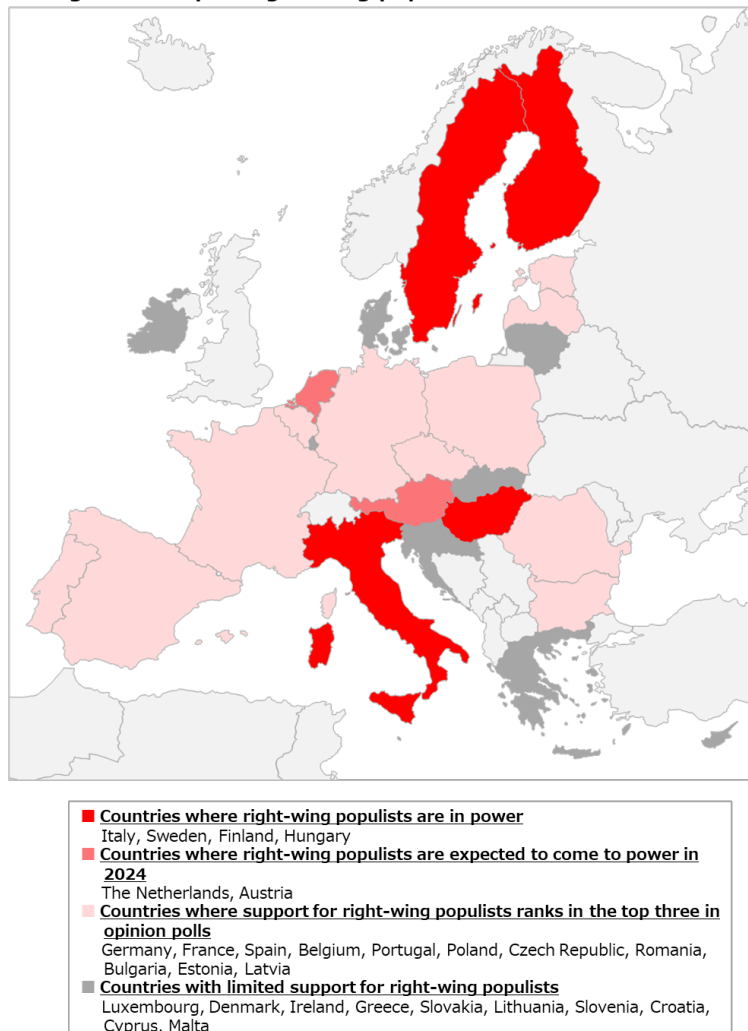 Countries where right-wing populists are in power
Italy, Sweden, Finland, Hungary
Countries where right-wing populists are expected to come to power in
2024
The Netherlands, Austria
Countries where support for right-wing populists ranks in the top three in
opinion polls
Germany, France, Spain, Belgium, Portugal, Poland, Czech Republic, Romania,
Bulgaria, Estonia, Latvia
Countries with limited support for right-wing populists
Luxembourg, Denmark, Ireland, Greece, Slovakia, Lithuania, Slovenia, Croatia,
Cyprus, Malta